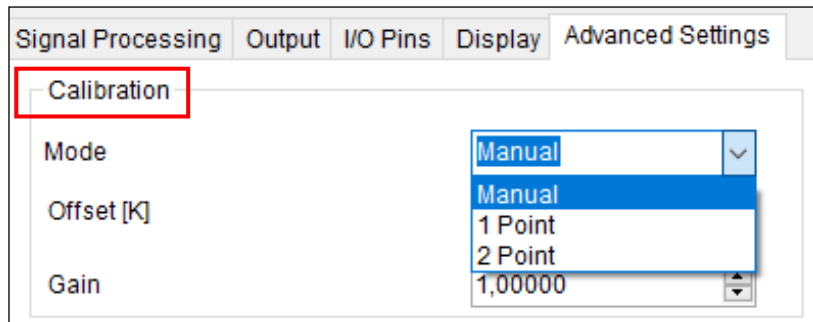 Signal Processing Output I/O Pins Display Advanced Settings
Calibration
Mode Manual
Manual
Offset [K]
1 Point
2 Point
Gain 1,00000